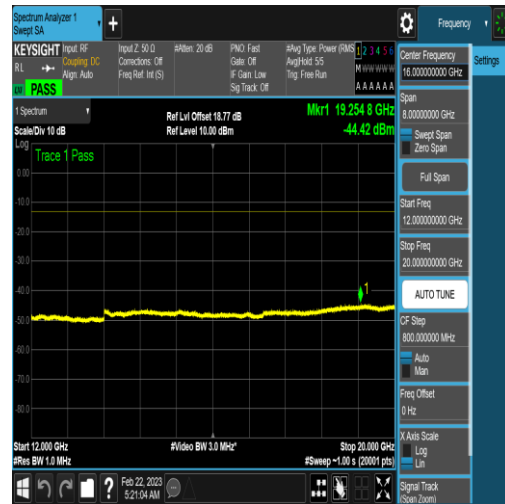 Spectrum Analyzer 1
Swept SA
Frequency
KEYSIGHT
RL
Input: RF
Coupling: DC
Align: Auto
Input Z: 50 Ω
Corrections: Off
Freq Ref: Int (S)
#Atten: 20 dB
PNO: Fast
Gate: Off
IF Gain: Low
Sig Track: Off
#Avg Type: Power (RMS
Avg|Hold: 5/5
Trig: Free Run
1 2 3 4 5 6
M W W W W W
A A A A A A
PASS
1 Spectrum
Scale/Div 10 dB
Ref Lvl Offset 18.77 dB
Ref Level 10.00 dBm
Mkr1 19.254 8 GHz
-44.42 dBm
Log
Trace 1 Pass
0.00
-10.0
-20.0
-30.0
-40.0
-50.0
-60.0
-70.0
-80.0
1
Start 12.000 GHz
#Res BW 1.0 MHz
#Video BW 3.0 MHz*
Stop 20.000 GHz
#Sweep ~1.00 s (20001 pts)
Feb 22, 2023
5:21:04 AM
?
Settings
Center Frequency
16.000000000 GHz
Span
8.00000000 GHz
Swept Span
Zero Span
Full Span
Start Freq
12.000000000 GHz
Stop Freq
20.000000000 GHz
AUTO TUNE
CF Step
800.000000 MHz
Auto
Man
Freq Offset
0 Hz
X Axis Scale
Log
Lin
Signal Track
(Span Zoom)